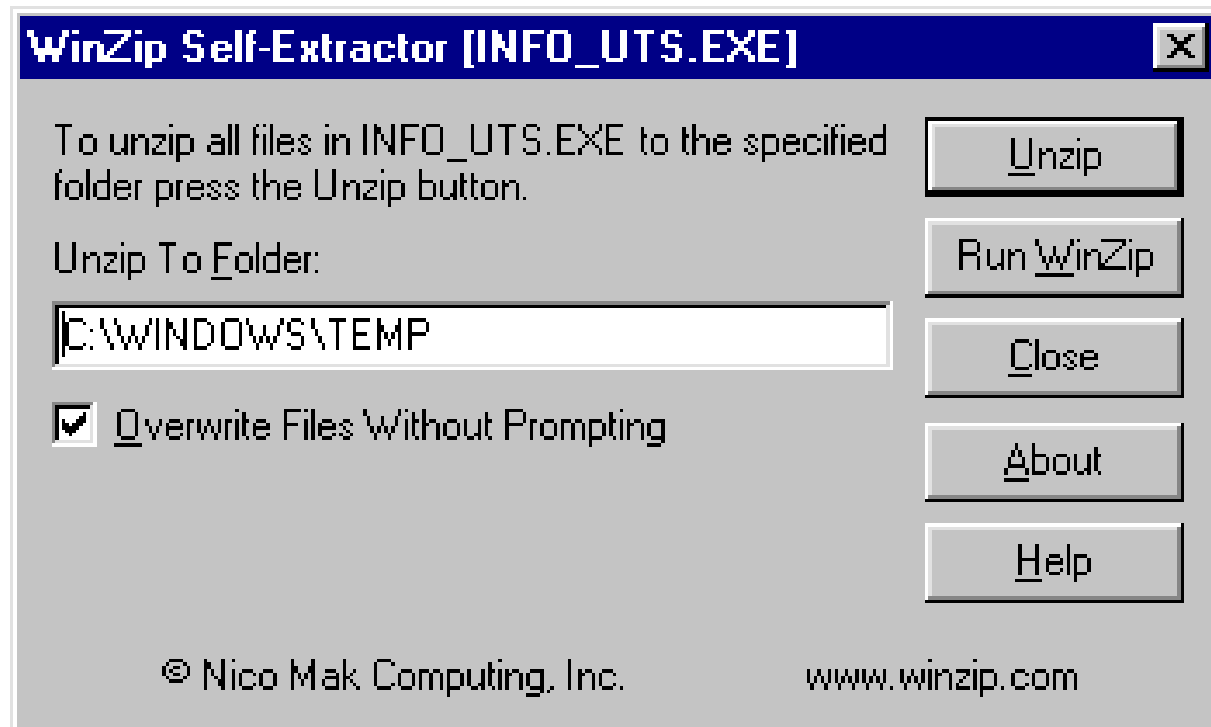 WinZip Self-Extractor [INFO_UTS.EXE]
To unzip all files in INFO_UTS.EXE to the specified
folder press the Unzip button.
Unzip To Folder:
C:\WINDOWS\TEMP
Overwrite Files Without Prompting
Unzip
Run WinZip
Close
About
Help
© Nico Mak Computing, Inc. www.winzip.com